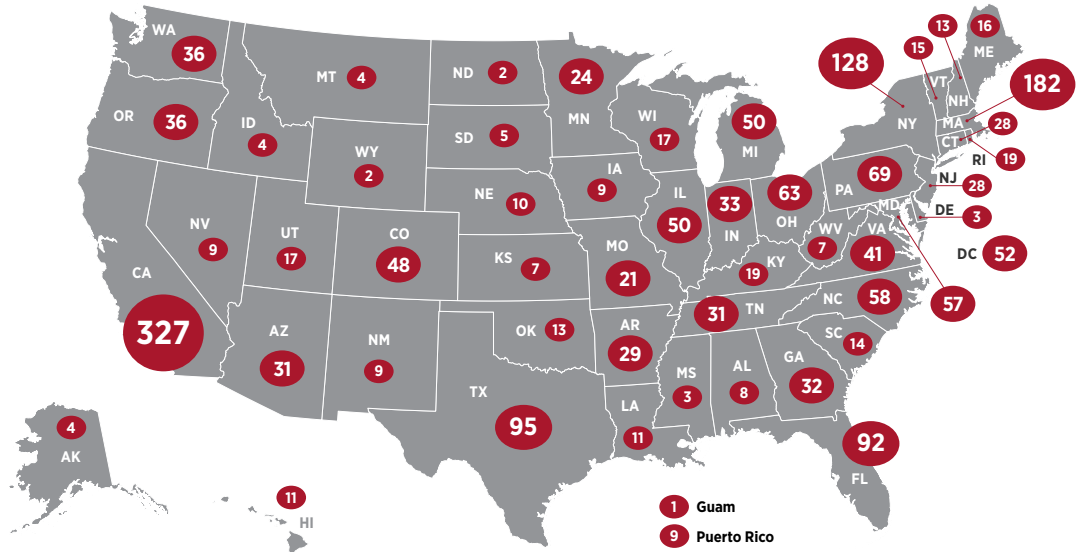 WA
36
OR
36
ID
4
MT
4
ND
2
SD
5
WY
2
NE
10
NV
9
UT
17
CO
48
KS
7
CA
327
AZ
31
NM
9
OK
13
TX
95
MN
24
WI
17
IA
9
MO
21
AR
29
LA
11
IL
50
MI
50
IN
33
OH
63
KY
19
TN
31
MS
3
AL
8
GA
32
FL
92
SC
14
NC
58
VA
41
WV
7
PA
69
NY
128
VT
15
NH
13
ME
16
MA
182
CT
28
RI
19
NJ
28
DE
3
MD
57
DC 52
AK
4
HI
11
1 Guam
9 Puerto Rico